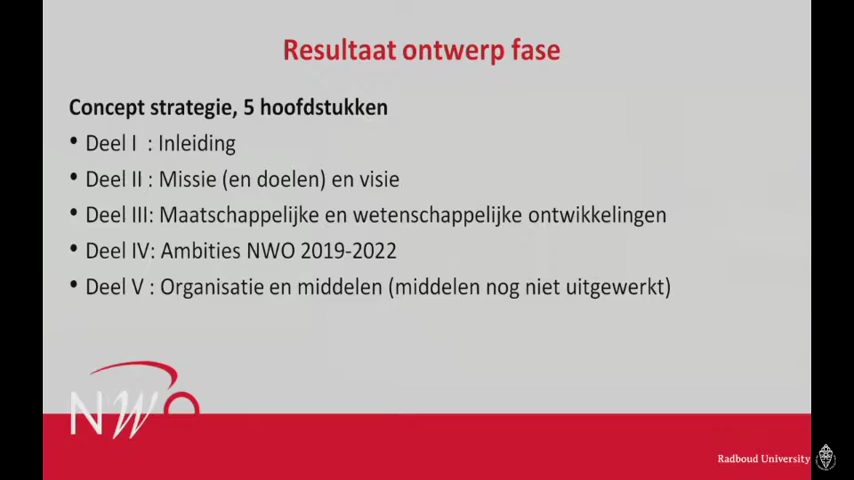 Resultaat ontwerp fase
Concept strategie, 5 hoofdstukken
• Deel I : Inleiding
• Deel II : Missie (en doelen) en visie
• Deel III: Maatschappelijke en wetenschappelijke ontwikkelingen
• Deel IV: Ambities NWO 2019-2022
• Deel V : Organisatie en middelen (middelen nog niet uitgewerkt)
NWO
Radboud University